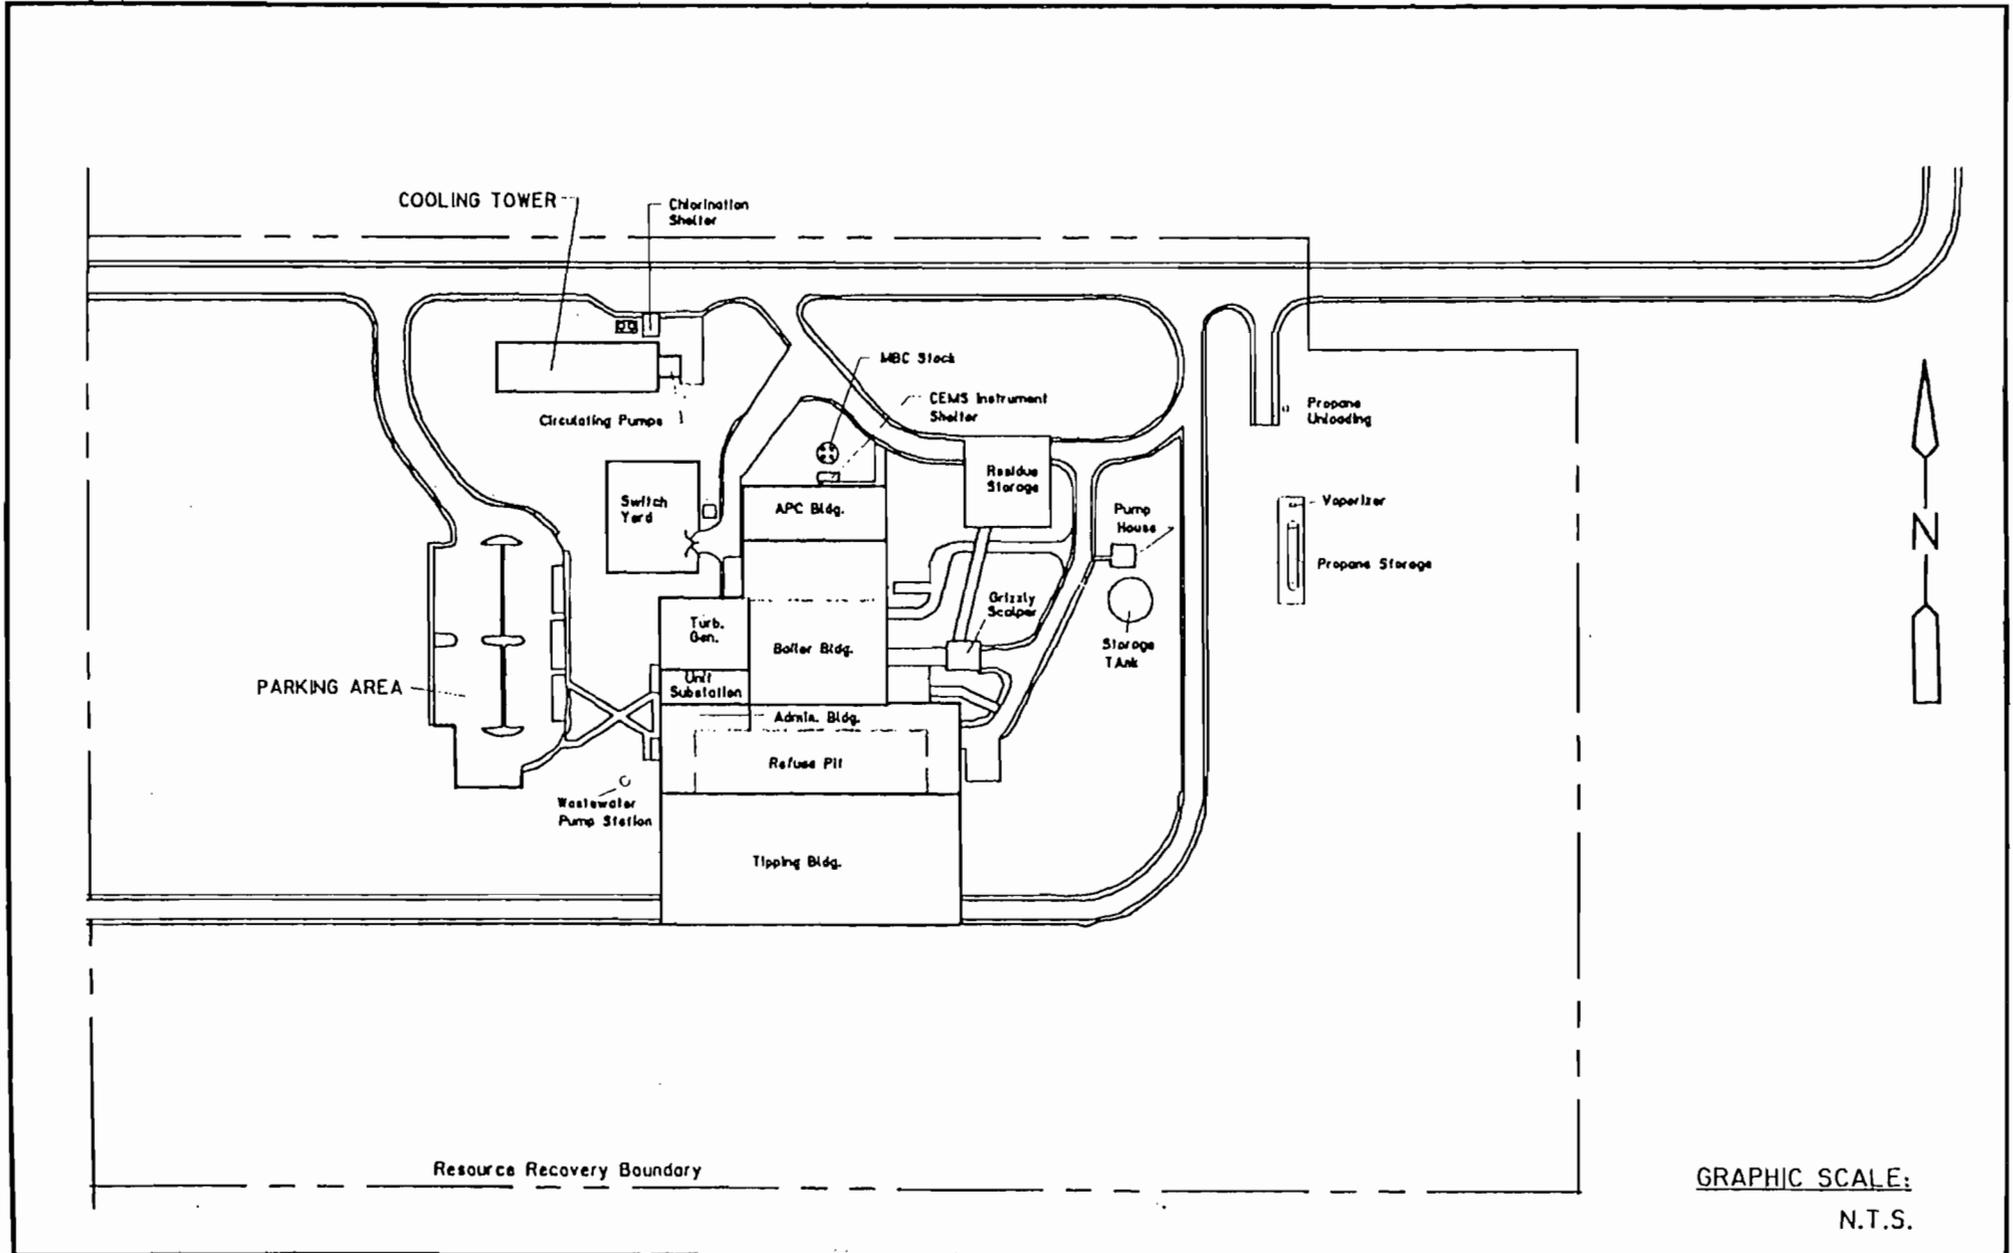 COOLING TOWER
Chlorination
Shelter
MBC Stack
CEMS Instrument
Shelter
Propane
Unloading
Circulating Pumps
Residue
Storage
Switch
Yard
APC Bldg.
Pump
House
Vaporizer
N
Propane Storage
Grizzly
Scalper
Turb.
Gen.
Boiler Bldg.
Storage
TAnk
Unit
Substation
PARKING AREA
Admin. Bldg.
Refuse Pit
Wastewater
Pump Station
Tipping Bldg.
Resource Recovery Boundary
GRAPHIC SCALE:
N.T.S.